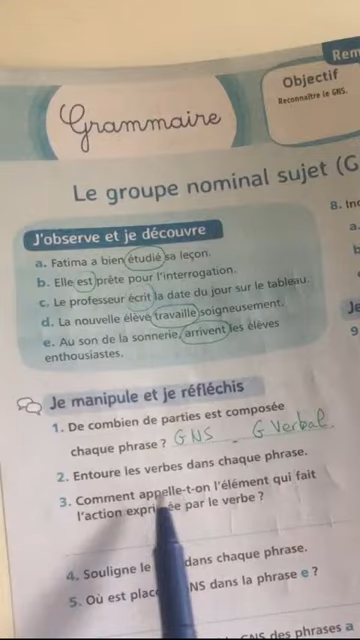 Rem
Objectif
Reconnaître le GNS.
Grammaire
Le groupe nominal sujet (G
J'observe et je découvre
a. Fatima a bien étudié sa leçon.
b. Elle est prête pour l'interrogation.
c. Le professeur écrit la date du jour sur le tableau.
d. La nouvelle élève travaille soigneusement.
e. Au son de la sonnerie, arrivent les élèves
enthousiastes.
8. Ind
a.
b
Je
9
Je manipule et je réfléchis
1. De combien de parties est composée
chaque phrase ? GNS - G Verbal.
2. Entoure les verbes dans chaque phrase.
3. Comment appelle-t-on l'élément qui fait
l'action exprimée par le verbe ?
4. Souligne le dans chaque phrase.
5. Où est plac NS dans la phrase e ?
GNS des phrases a